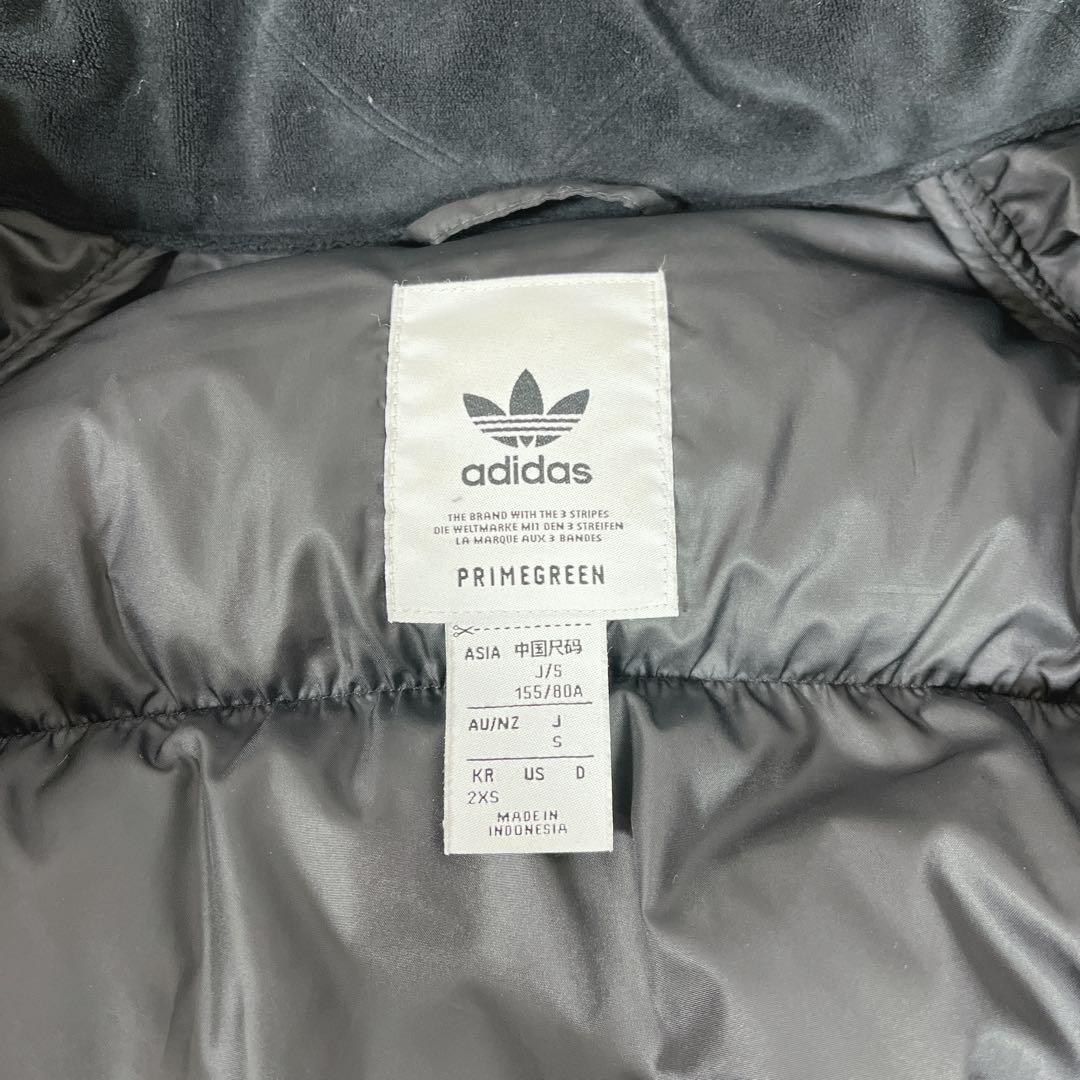 adidas
THE BRAND WITH THE 3 STRIPES
DIE WELTMARKE MIT DEN 3 STREIFEN
LA MARQUE AUX 3 BANDES
PRIMEGREEN
ASIA 中国尺码
J/S
155/80A
AU/NZ J
S
KR US D
2XS
MADE IN
INDONESIA